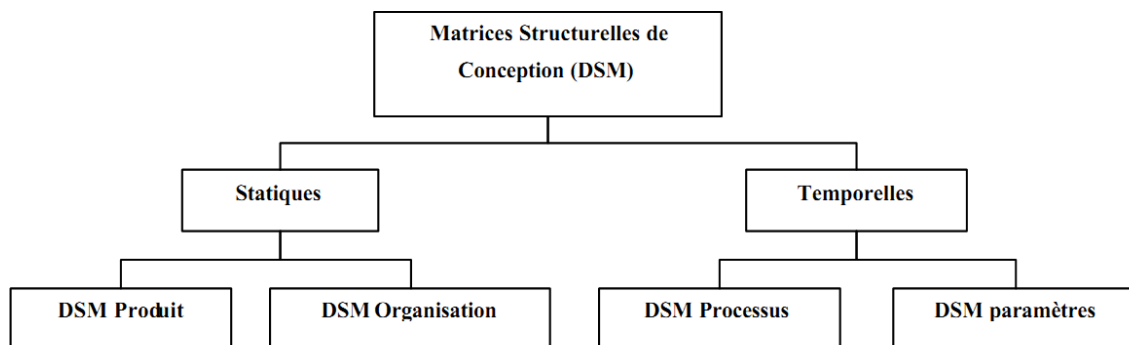 Matrices Structurelles de
Conception (DSM)
Statiques
Temporelles
DSM Produit
DSM Organisation
DSM Processus
DSM paramètres